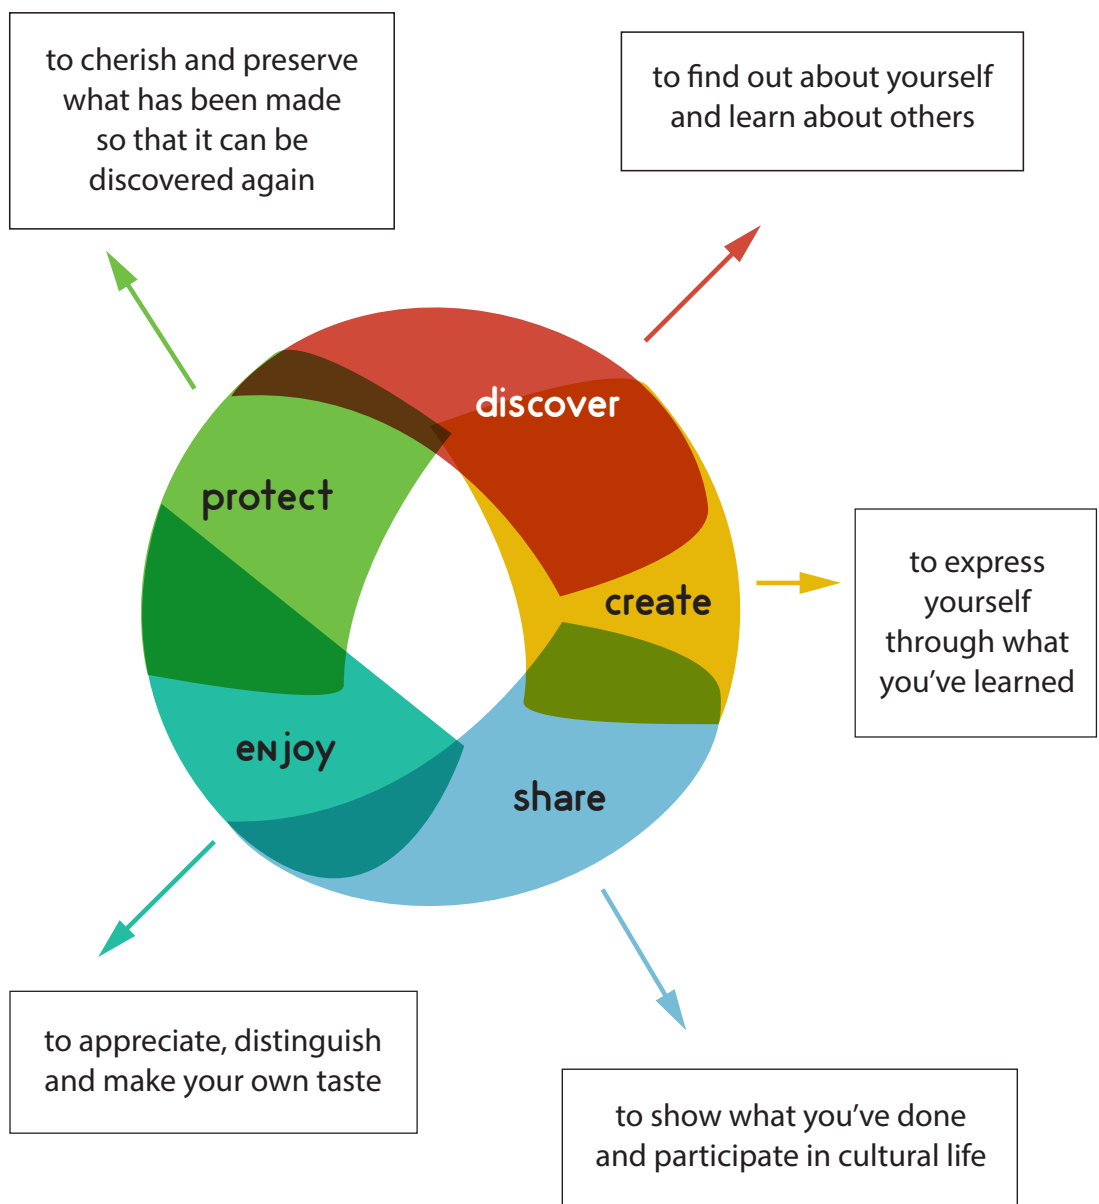 to cherish and preserve
what has been made
so that it can be
discovered again
to find out about yourself
and learn about others
discover
protect
create
to express
yourself
through what
you've learned
enjoy
share
to appreciate, distinguish
and make your own taste
to show what you've done
and participate in cultural life